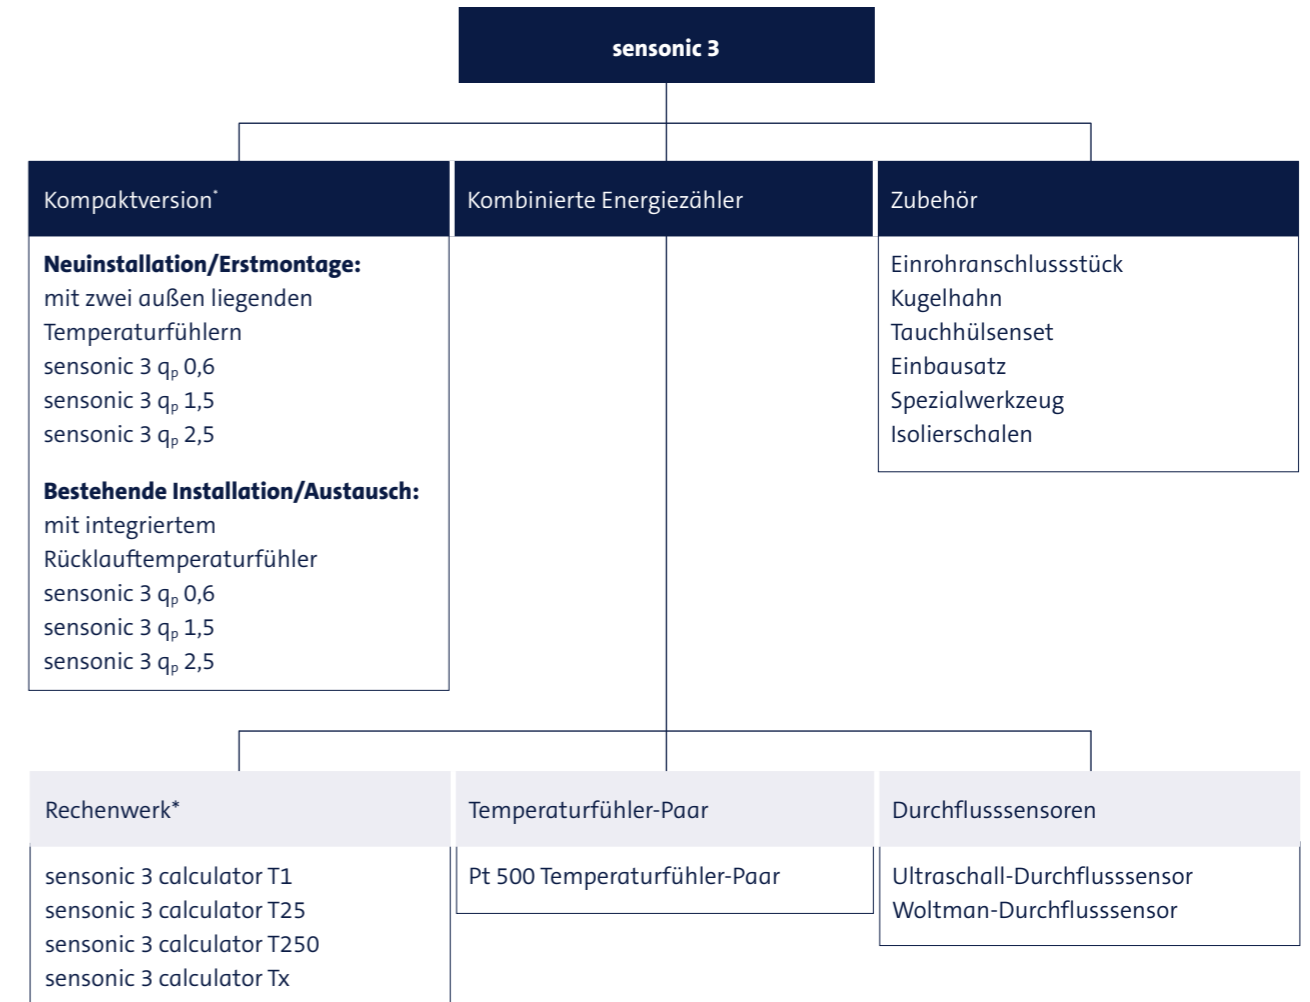 sensonic 3
Kompaktversion*
Neuinstallation/Erstmontage:
mit zwei außen liegenden
Temperaturfühlern
sensonic 3 qₚ 0,6
sensonic 3 qₚ 1,5
sensonic 3 qₚ 2,5
Bestehende Installation/Austausch:
mit integriertem
Rücklauftemperaturfühler
sensonic 3 qₚ 0,6
sensonic 3 qₚ 1,5
sensonic 3 qₚ 2,5
Kombinierte Energiezähler
Zubehör
Einrohranschlussstück
Kugelhahn
Tauchhülsenset
Einbausatz
Spezialwerkzeug
Isolierschalen
Rechenwerk*
sensonic 3 calculator T1
sensonic 3 calculator T25
sensonic 3 calculator T250
sensonic 3 calculator Tx
Temperaturfühler-Paar
Pt 500 Temperaturfühler-Paar
Durchflusssensoren
Ultraschall-Durchflusssensor
Woltman-Durchflusssensor